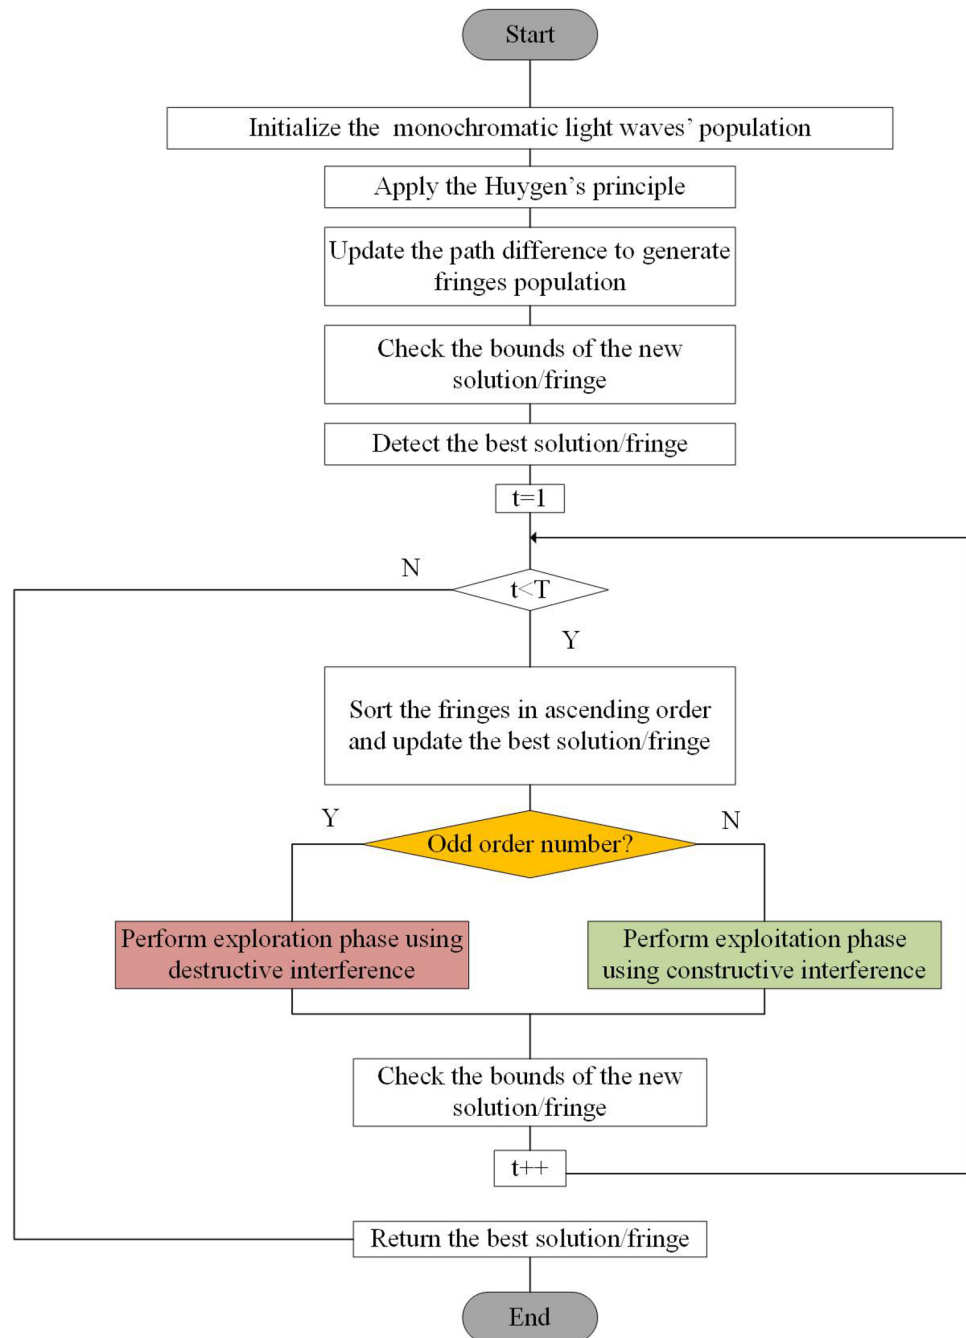 Start
Initialize the monochromatic light waves’ population
Apply the Huygen’s principle
Update the path difference to generate
fringes population
Check the bounds of the new
solution/fringe
Detect the best solution/fringe
t=1
N
t<T
Y
Sort the fringes in ascending order
and update the best solution/fringe
Y
N
Odd order number?
Perform exploration phase using
destructive interference
Perform exploitation phase
using constructive interference
Check the bounds of the new
solution/fringe
t++
Return the best solution/fringe
End